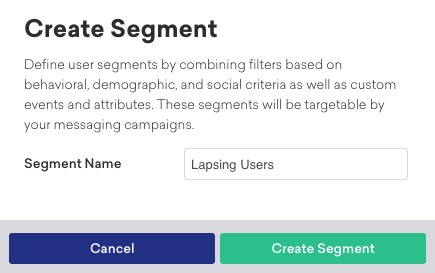 Create Segment
Define user segments by combining filters based on
behavioral, demographic, and social criteria as well as custom
events and attributes. These segments will be targetable by
your messaging campaigns.
Segment Name
Lapsing Users
Cancel
Create Segment